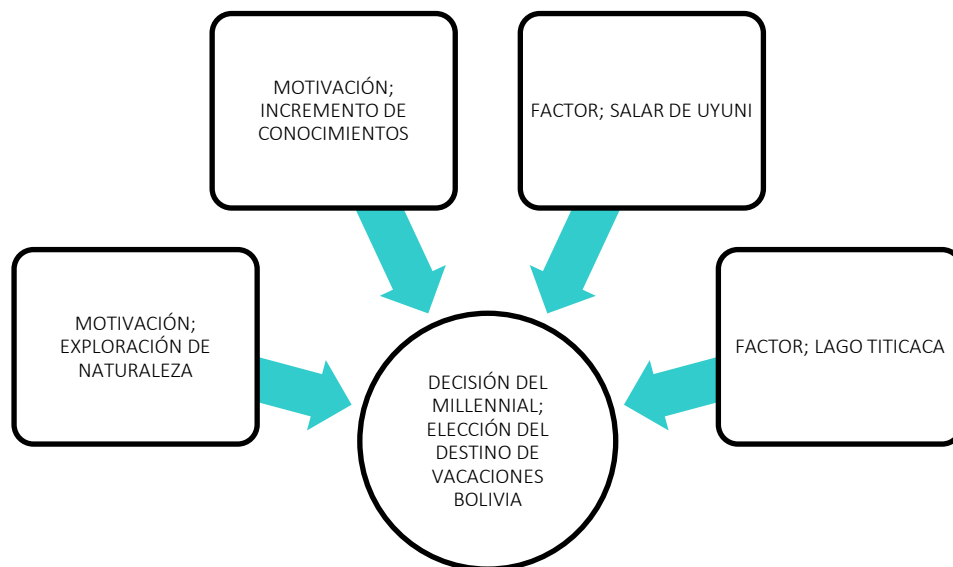 MOTIVACIÓN;
INCREMENTO DE
CONOCIMIENTOS
FACTOR; SALAR DE UYUNI
MOTIVACIÓN;
EXPLORACIÓN DE
NATURALEZA
FACTOR; LAGO TITICACA
DECISIÓN DEL
MILLENNIAL;
ELECCIÓN DEL
DESTINO DE
VACACIONES
BOLIVIA